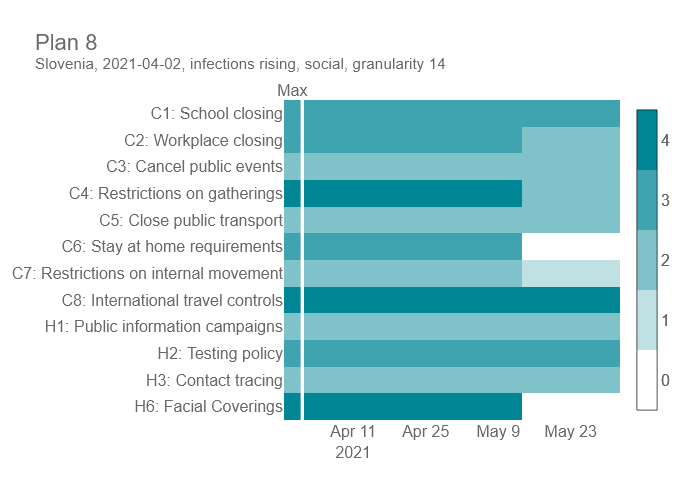 Plan 8
Slovenia, 2021-04-02, infections rising, social, granularity 14
Max
C1: School closing
C2: Workplace closing
C3: Cancel public events
C4: Restrictions on gatherings
C5: Close public transport
C6: Stay at home requirements
C7: Restrictions on internal movement
C8: International travel controls
H1: Public information campaigns
H2: Testing policy
H3: Contact tracing
H6: Facial Coverings
Apr 11 Apr 25 May 9 May 23
2021
4
3
2
1
0